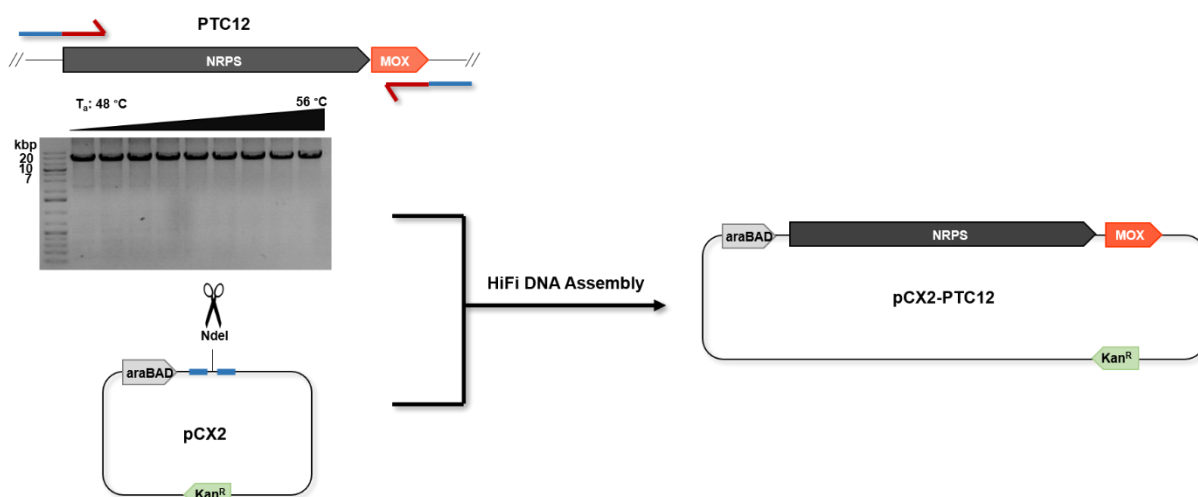 PTC12
NRPS
MOX
Tₐ: 48 °C
56 °C
kbp
20
10
7
NdeI
araBAD
pCX2
Kanᴿ
HiFi DNA Assembly
araBAD
NRPS
MOX
pCX2-PTC12
Kanᴿ